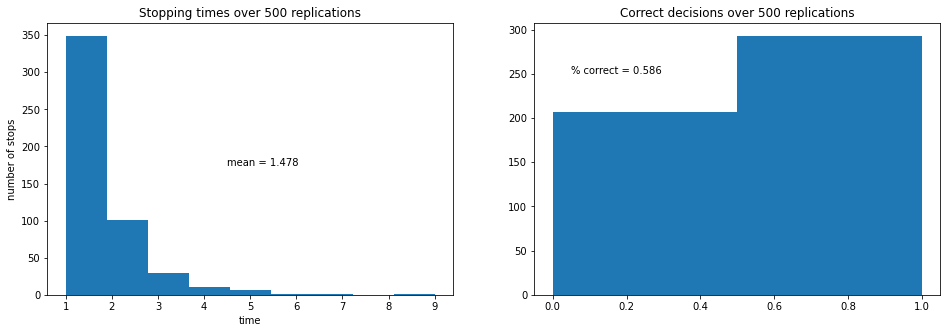 Stopping times over 500 replications
350
300
250
200
150
100
50
0
number of stops
mean = 1.478
1 2 3 4 5 6 7 8 9
time
Correct decisions over 500 replications
300
250
200
150
100
50
0
% correct = 0.586
0.0 0.2 0.4 0.6 0.8 1.0